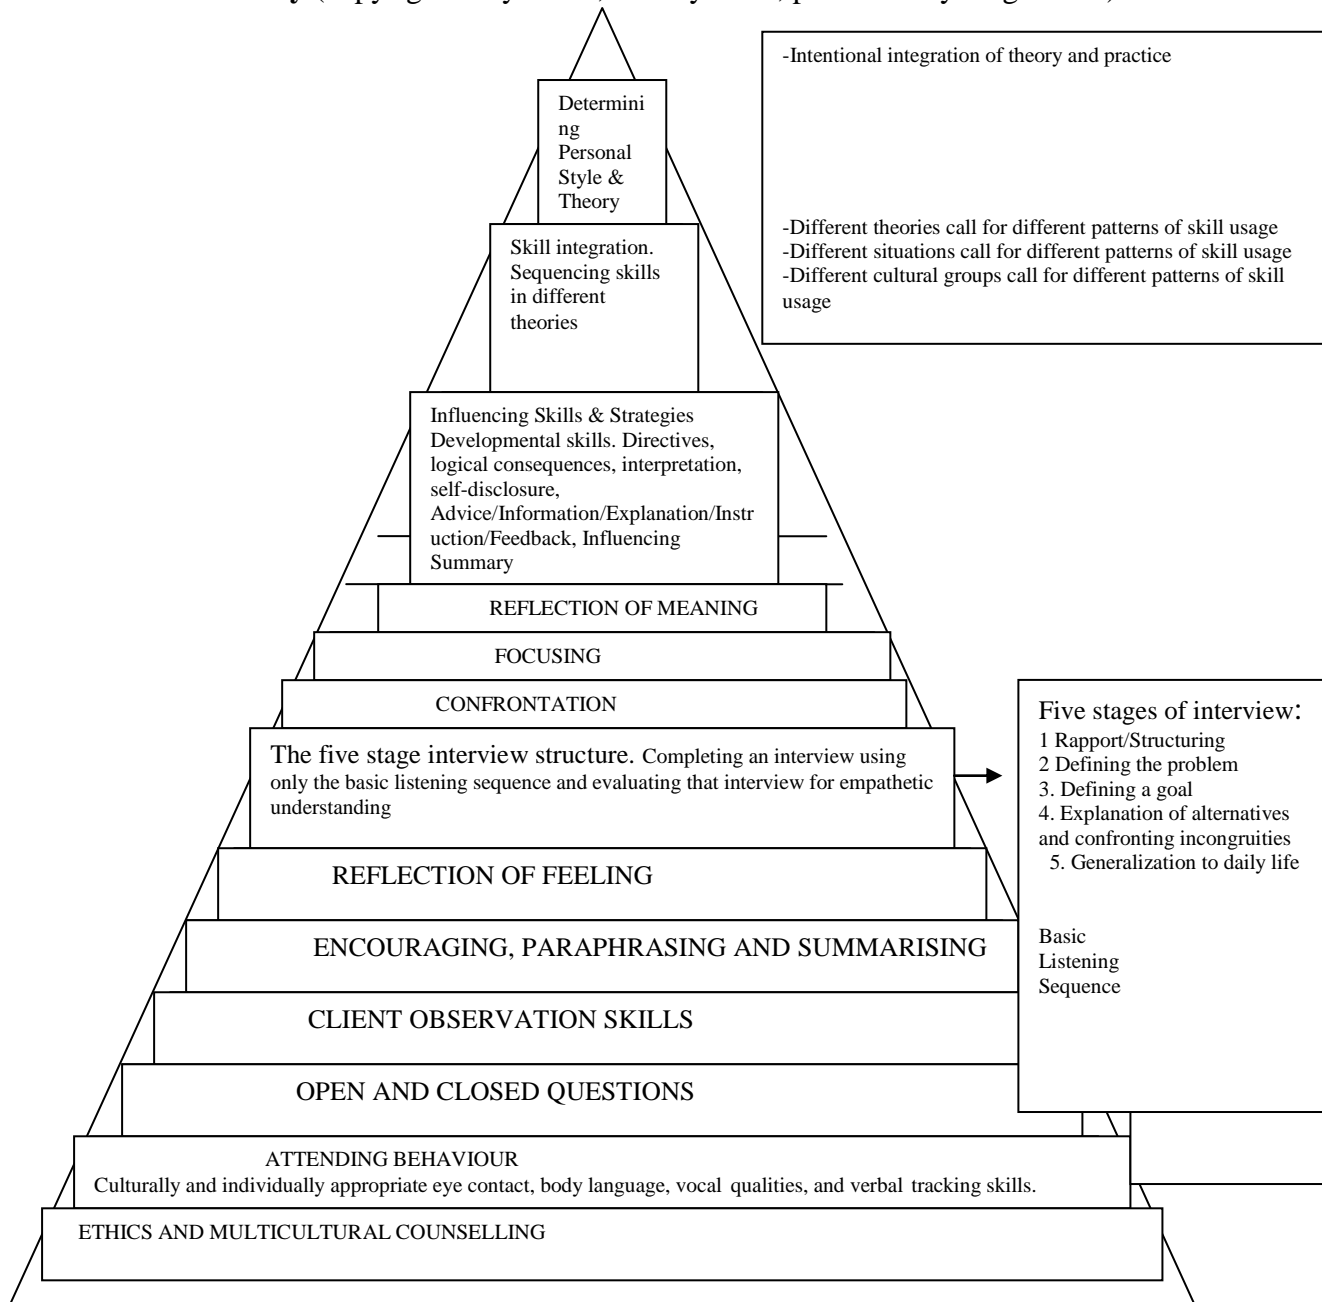 -Intentional integration of theory and practice
-Different theories call for different patterns of skill usage
-Different situations call for different patterns of skill usage
-Different cultural groups call for different patterns of skill
usage
Determini
ng
Personal
Style &
Theory
Skill integration.
Sequencing skills
in different
theories
Influencing Skills & Strategies
Developmental skills. Directives,
logical consequences, interpretation,
self-disclosure,
Advice/Information/Explanation/Instr
uction/Feedback, Influencing
Summary
REFLECTION OF MEANING
FOCUSING
CONFRONTATION
The five stage interview structure. Completing an interview using
only the basic listening sequence and evaluating that interview for empathetic
understanding
Five stages of interview:
1 Rapport/Structuring
2 Defining the problem
3. Defining a goal
4. Explanation of alternatives
and confronting incongruities
5. Generalization to daily life
Basic
Listening
Sequence
REFLECTION OF FEELING
ENCOURAGING, PARAPHRASING AND SUMMARISING
CLIENT OBSERVATION SKILLS
OPEN AND CLOSED QUESTIONS
ATTENDING BEHAVIOUR
Culturally and individually appropriate eye contact, body language, vocal qualities, and verbal tracking skills.
ETHICS AND MULTICULTURAL COUNSELLING